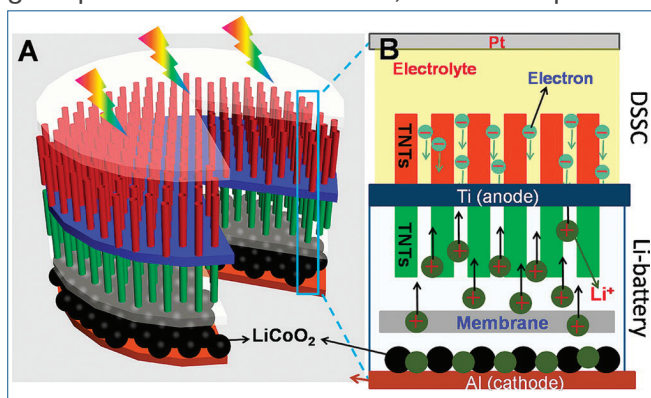 A
B
Pt
Electrolyte
Electron
TNTs
DSSC
Ti (anode)
TNTs
Li⁺
Li-battery
Membrane
LiCoO₂
Al (cathode)